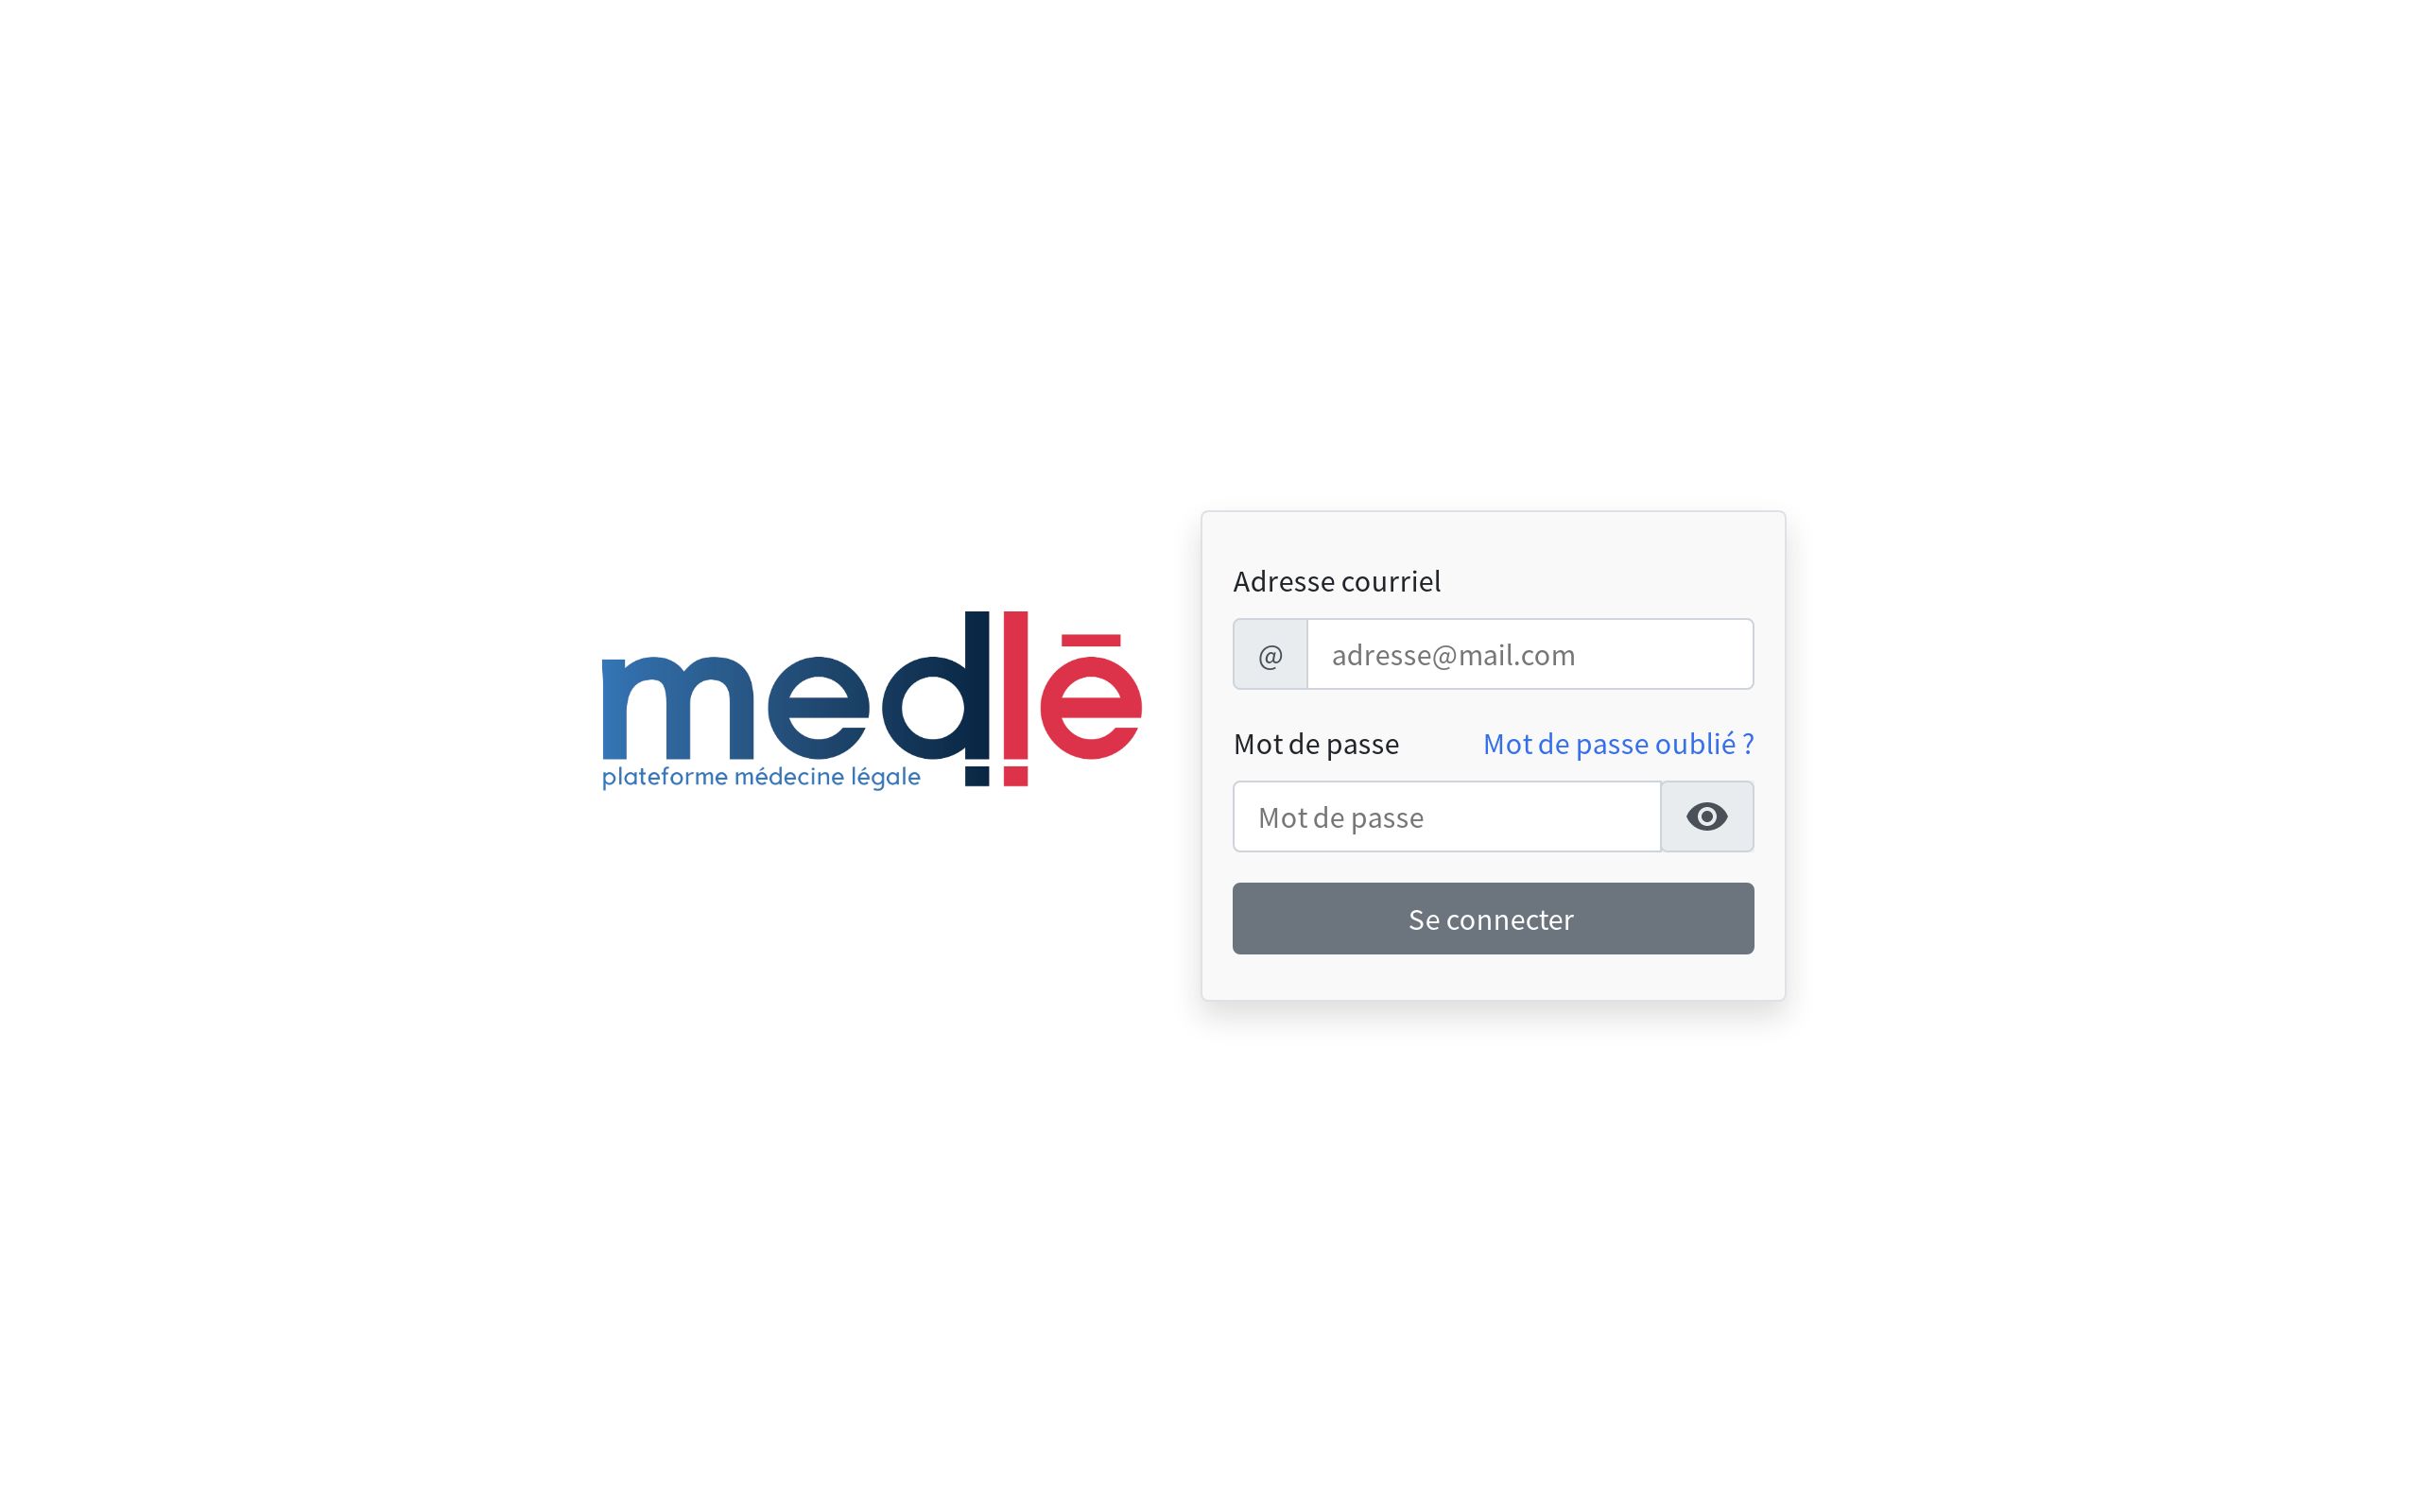 medlē
plateforme médecine légale
Adresse courriel
@ adresse@mail.com
Mot de passe Mot de passe oublié ?
Mot de passe
Se connecter